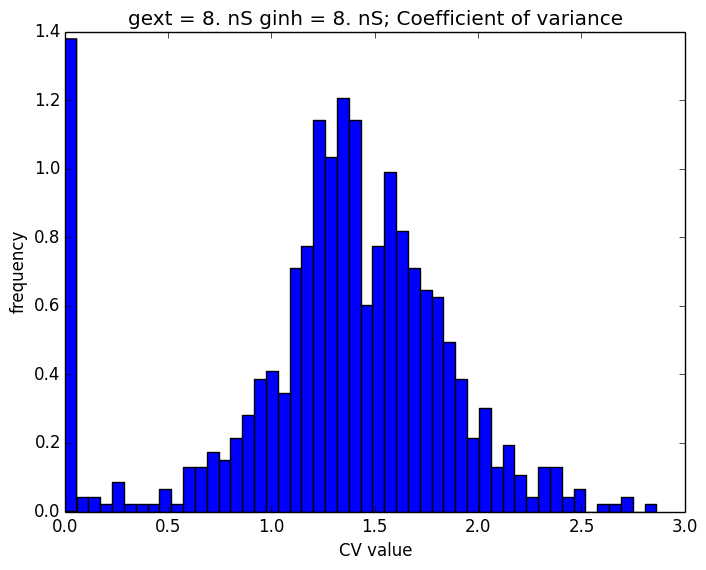 gext = 8. nS ginh = 8. nS; Coefficient of variance
1.4
1.2
1.0
0.8
0.6
0.4
0.2
0.0
frequency
0.0 0.5 1.0 1.5 2.0 2.5 3.0
CV value